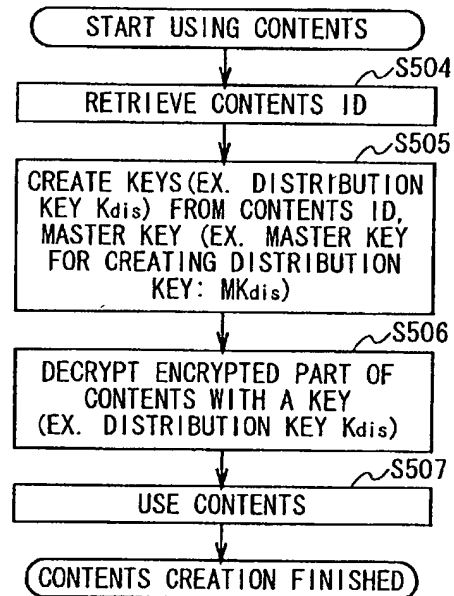 START USING CONTENTS
S504
RETRIEVE CONTENTS ID
S505
CREATE KEYS(EX. DISTRIBUTION
KEY Kdis) FROM CONTENTS ID,
MASTER KEY (EX. MASTER KEY
FOR CREATING DISTRIBUTION
KEY: MKdis)
S506
DECRYPT ENCRYPTED PART OF
CONTENTS WITH A KEY
(EX. DISTRIBUTION KEY Kdis)
S507
USE CONTENTS
CONTENTS CREATION FINISHED